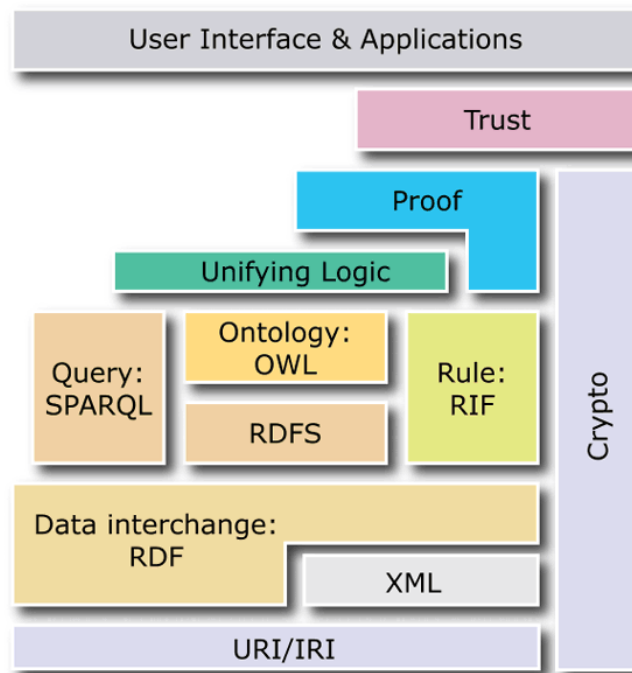 User Interface & Applications
Trust
Proof
Unifying Logic
Query:
SPARQL
Ontology:
OWL
RDFS
Rule:
RIF
Crypto
Data interchange:
RDF
XML
URI/IRI